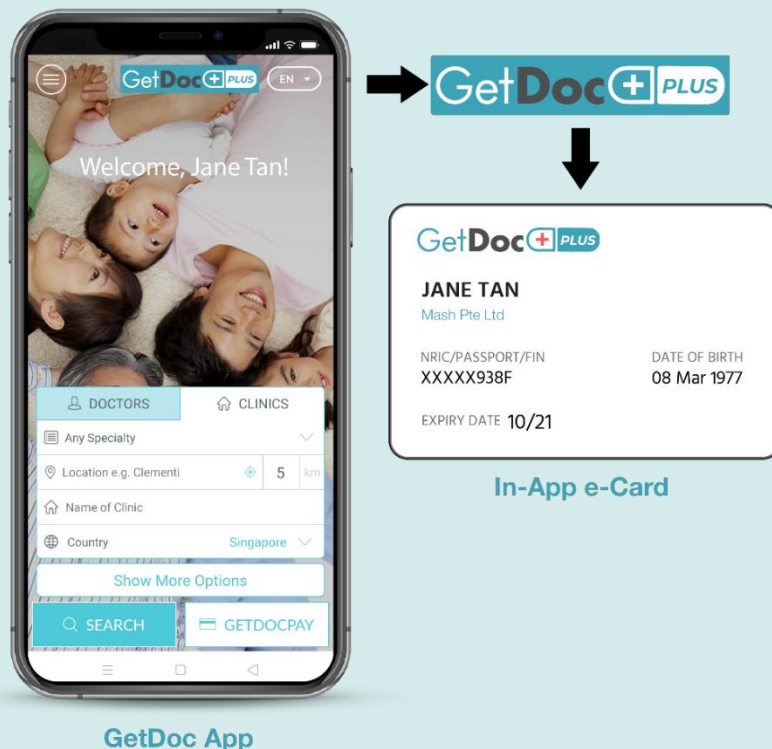 GetDoc+ PLUS
EN
Welcome, Jane Tan!
DOCTORS
CLINICS
Any Specialty
Location e.g. Clementi
5
km
Name of Clinic
Country
Singapore
Show More Options
SEARCH
GETDOCPAY
GetDoc App
GetDoc+ PLUS
GetDoc+ PLUS
JANE TAN
Mash Pte Ltd
NRIC/PASSPORT/FIN
XXXXX938F
DATE OF BIRTH
08 Mar 1977
EXPIRY DATE 10/21
In-App e-Card